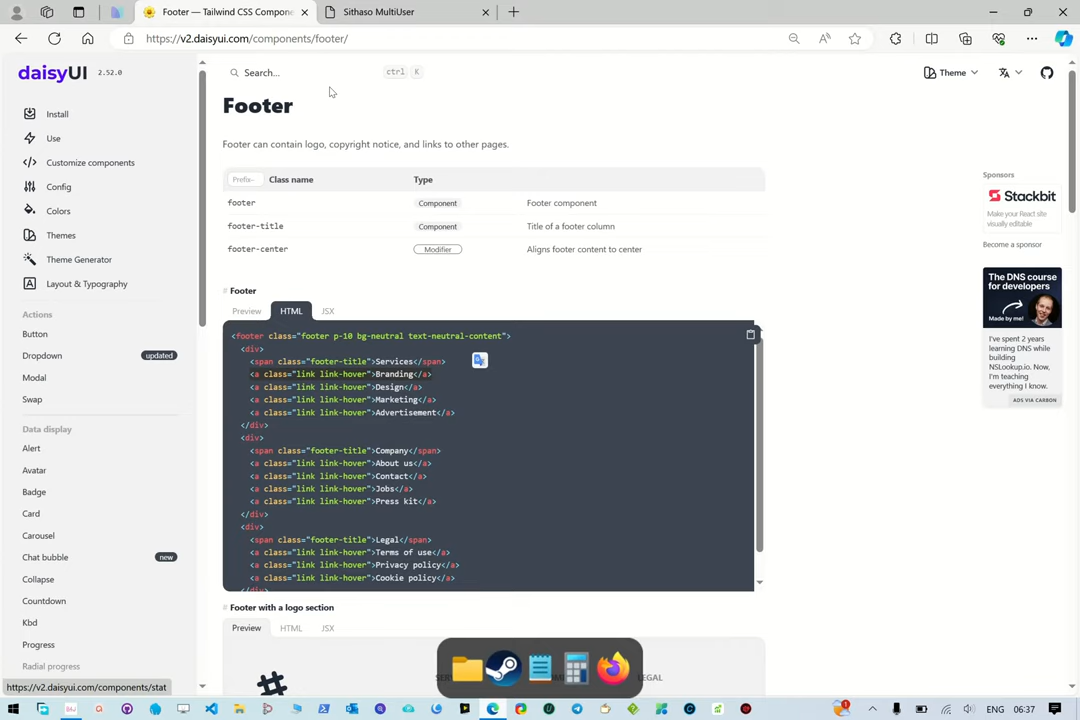 Footer — Tailwind CSS Compone
Sithaso MultiUser
https://v2.daisyui.com/components/footer/
daisyUI 2.52.0
Search...
ctrl K
Theme
Footer
Footer can contain logo, copyright notice, and links to other pages.
Prefix- Class name Type
footer Component Footer component
footer-title Component Title of a footer column
footer-center Modifier Aligns footer content to center
Install
Use
Customize components
Config
Colors
Themes
Theme Generator
Layout & Typography
Actions
Button
Dropdown updated
Modal
Swap
Data display
Alert
Avatar
Badge
Card
Carousel
Chat bubble new
Collapse
Countdown
Kbd
Progress
Radial progress
https://v2.daisyui.com/components/stat
# Footer
Preview HTML JSX
<footer class="footer p-10 bg-neutral text-neutral-content">
<div>
<span class="footer-title">Services</span>
<a class="link link-hover">Branding</a>
<a class="link link-hover">Design</a>
<a class="link link-hover">Marketing</a>
<a class="link link-hover">Advertisement</a>
</div>
<div>
<span class="footer-title">Company</span>
<a class="link link-hover">About us</a>
<a class="link link-hover">Contact</a>
<a class="link link-hover">Jobs</a>
<a class="link link-hover">Press kit</a>
</div>
<div>
<span class="footer-title">Legal</span>
<a class="link link-hover">Terms of use</a>
<a class="link link-hover">Privacy policy</a>
<a class="link link-hover">Cookie policy</a>
</div>
# Footer with a logo section
Preview HTML JSX
LEGAL
Sponsors
Stackbit
Make your React site
visually editable
Become a sponsor
The DNS course
for developers
Made by me!
I've spent 2 years
learning DNS while
building
NSLookup.io. Now,
I'm teaching
everything I know.
ADS VIA CARBON
ENG 06:37